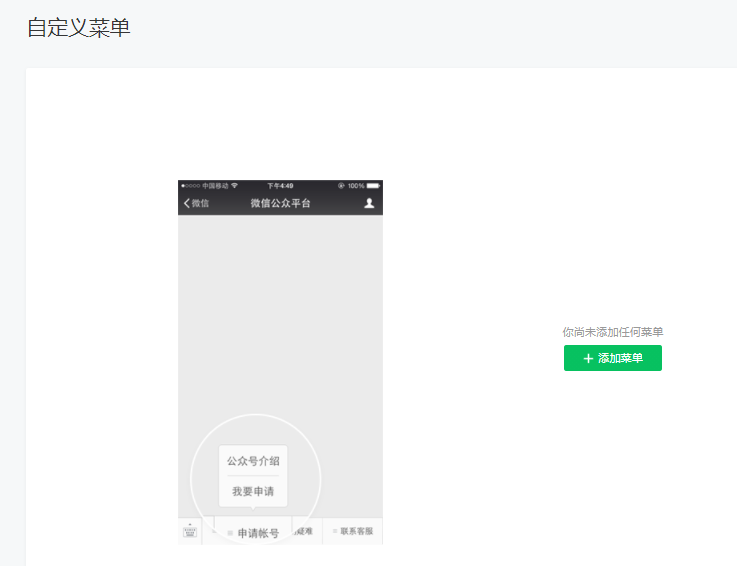 自定义菜单
中国移动 下午4:49 100%
微信 微信公众平台
你尚未添加任何菜单
+ 添加菜单
公众号介绍
我要申请
申请帐号 疑难 联系客服